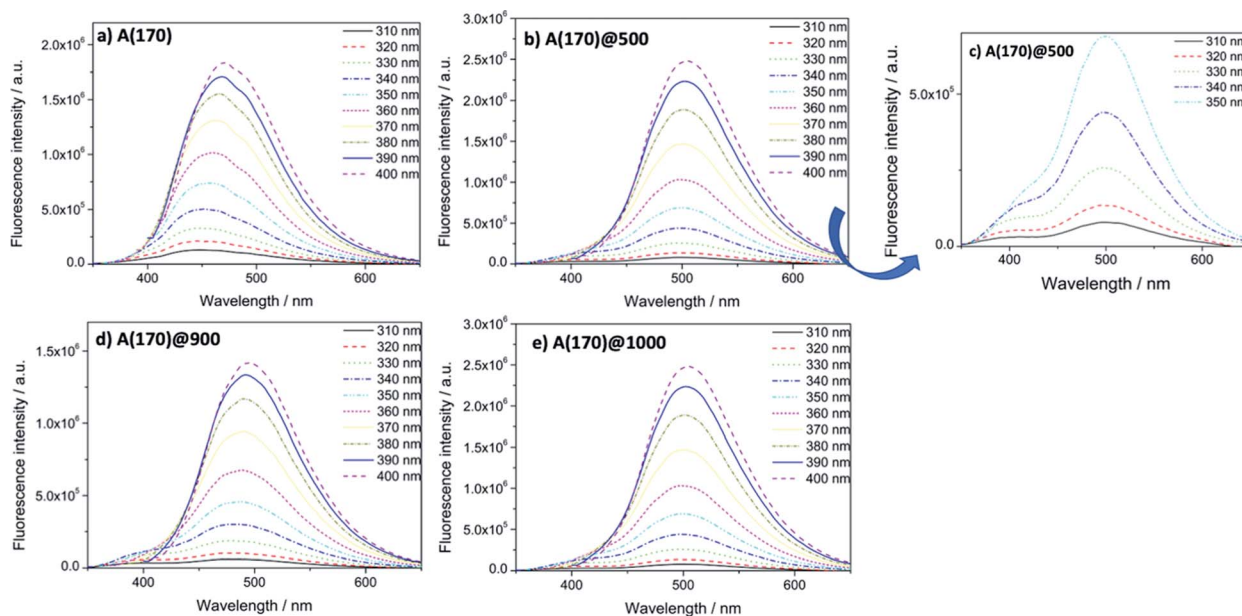 a) A(170)
Fluorescence intensity / a.u.
2.0x10⁶
1.5x10⁶
1.0x10⁶
5.0x10⁵
0.0
400
500
600
Wavelength / nm
310 nm
320 nm
330 nm
340 nm
350 nm
360 nm
370 nm
380 nm
390 nm
400 nm
b) A(170)@500
Fluorescence intensity / a.u.
3.0x10⁶
2.5x10⁶
2.0x10⁶
1.5x10⁶
1.0x10⁶
5.0x10⁵
0.0
400
500
600
Wavelength / nm
310 nm
320 nm
330 nm
340 nm
350 nm
360 nm
370 nm
380 nm
390 nm
400 nm
c) A(170)@500
Fluorescence intensity / a.u.
5.0x10⁵
0.0
400
500
600
Wavelength / nm
310 nm
320 nm
330 nm
340 nm
350 nm
d) A(170)@900
Fluorescence intensity / a.u.
1.5x10⁶
1.0x10⁶
5.0x10⁵
0.0
400
500
600
Wavelength / nm
310 nm
320 nm
330 nm
340 nm
350 nm
360 nm
370 nm
380 nm
390 nm
400 nm
e) A(170)@1000
Fluorescence intensity / a.u.
3.0x10⁶
2.5x10⁶
2.0x10⁶
1.5x10⁶
1.0x10⁶
5.0x10⁵
0.0
400
500
600
Wavelength / nm
310 nm
320 nm
330 nm
340 nm
350 nm
360 nm
370 nm
380 nm
390 nm
400 nm